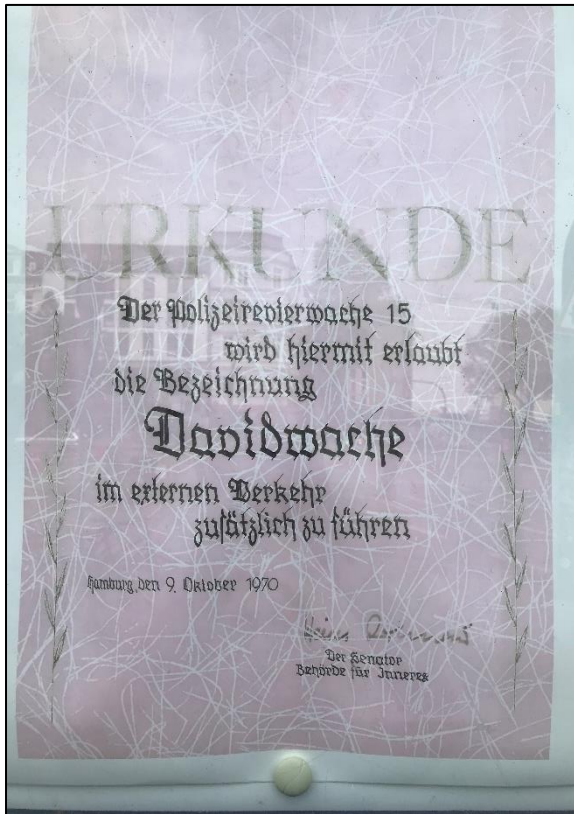 URKUNDE
Der Polizeirevierwache 15
wird hiermit erlaubt
die Bezeichnung
Davidwache
im externen Verkehr
zusätzlich zu führen
Hamburg, den 9. Oktober 1970
Der Senator
Behörde für Inneres